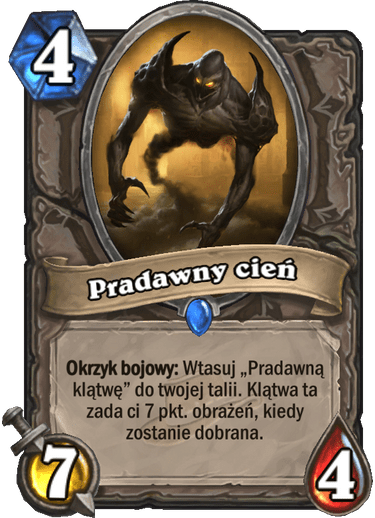 4
Pradawny cień
Okrzyk bojowy: Wtasuj „Pradawną
klątwę” do twojej talii. Klątwa ta
zada ci 7 pkt. obrażeń, kiedy
zostanie dobrana.
7
4